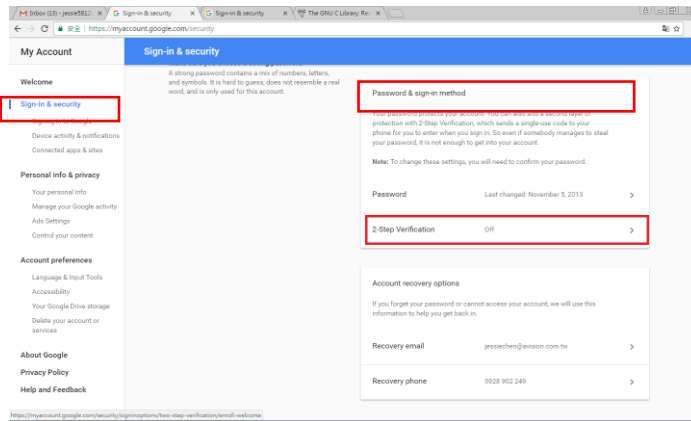 Inbox (13) - jessie5812
Sign-in & security
Sign-in & security
The GNU C Library: Re
安全 | https://myaccount.google.com/security
My Account
Sign-in & security
Welcome
Sign-in & security
Device activity & notifications
Connected apps & sites
Personal info & privacy
Your personal info
Manage your Google activity
Ads Settings
Control your content
Account preferences
Language & Input Tools
Accessibility
Your Google Drive storage
Delete your account or
services
About Google
Privacy Policy
Help and Feedback
A strong password contains a mix of numbers, letters,
and symbols. It is hard to guess, does not resemble a real
word, and is only used for this account.
Password & sign-in method
Your password protects your account. You can also add a second layer of
protection with 2-Step Verification, which sends a single-use code to your
phone for you to enter when you sign in. So even if somebody manages to steal
your password, it is not enough to get into your account.
Note: To change these settings, you will need to confirm your password.
Password Last changed: November 5, 2013
2-Step Verification Off
Account recovery options
If you forget your password or cannot access your account, we will use this
information to help you get back in.
Recovery email jessiechen@avision.com.tw
Recovery phone 0928 902 249
https://myaccount.google.com/security/signinoptions/two-step-verification/enroll-welcome